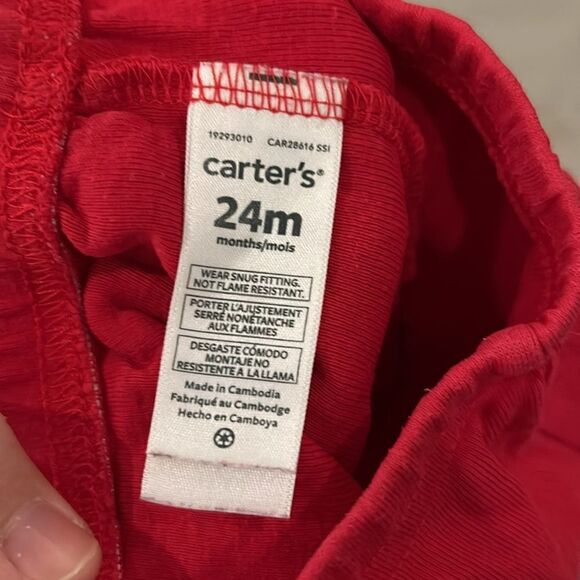 19293010 CAR28616 SSI
carter's®
24m
months/mois
WEAR SNUG FITTING.
NOT FLAME RESISTANT.
PORTER L'AJUSTEMENT
SERRÉ NONÉTANCHE
AUX FLAMMES
DESGASTE CÓMODO
MONTAJE NO
RESISTENTE A LA LLAMA
Made in Cambodia
Fabriqué au Cambodge
Hecho en Camboya